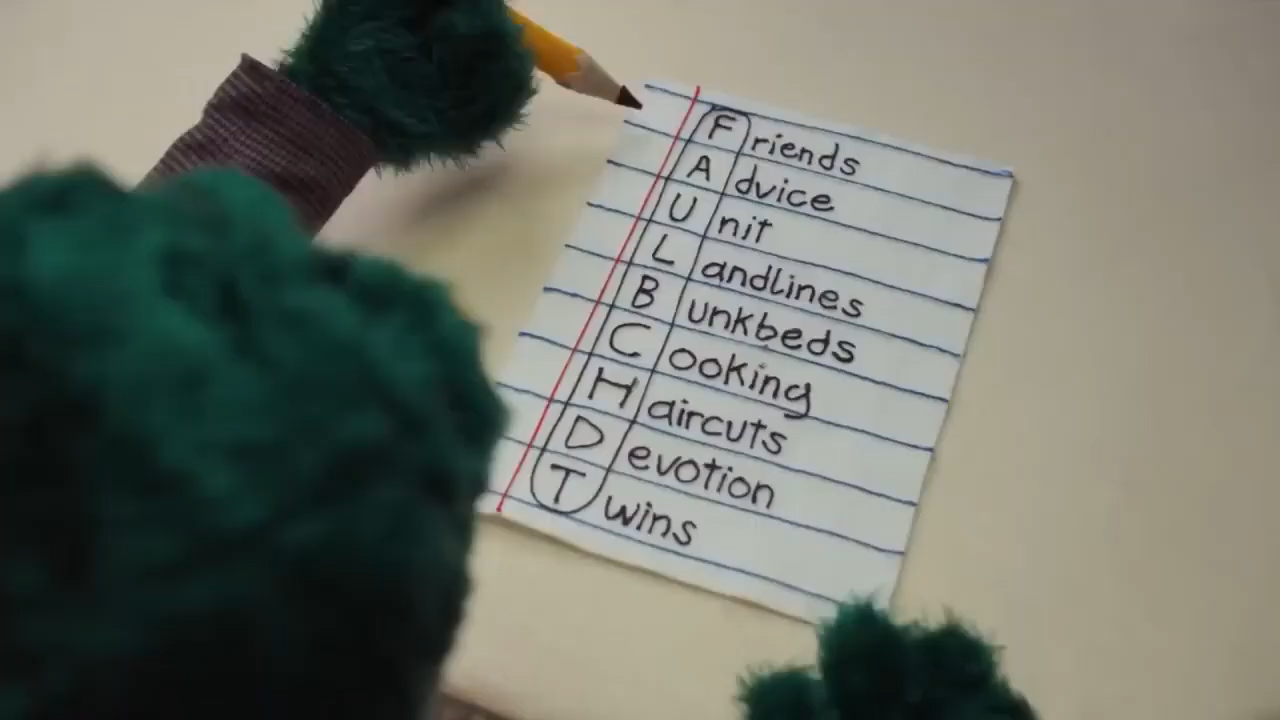 Friends
Advice
Unit
Landlines
Bunkbeds
Cooking
Haircuts
Devotion
Twins